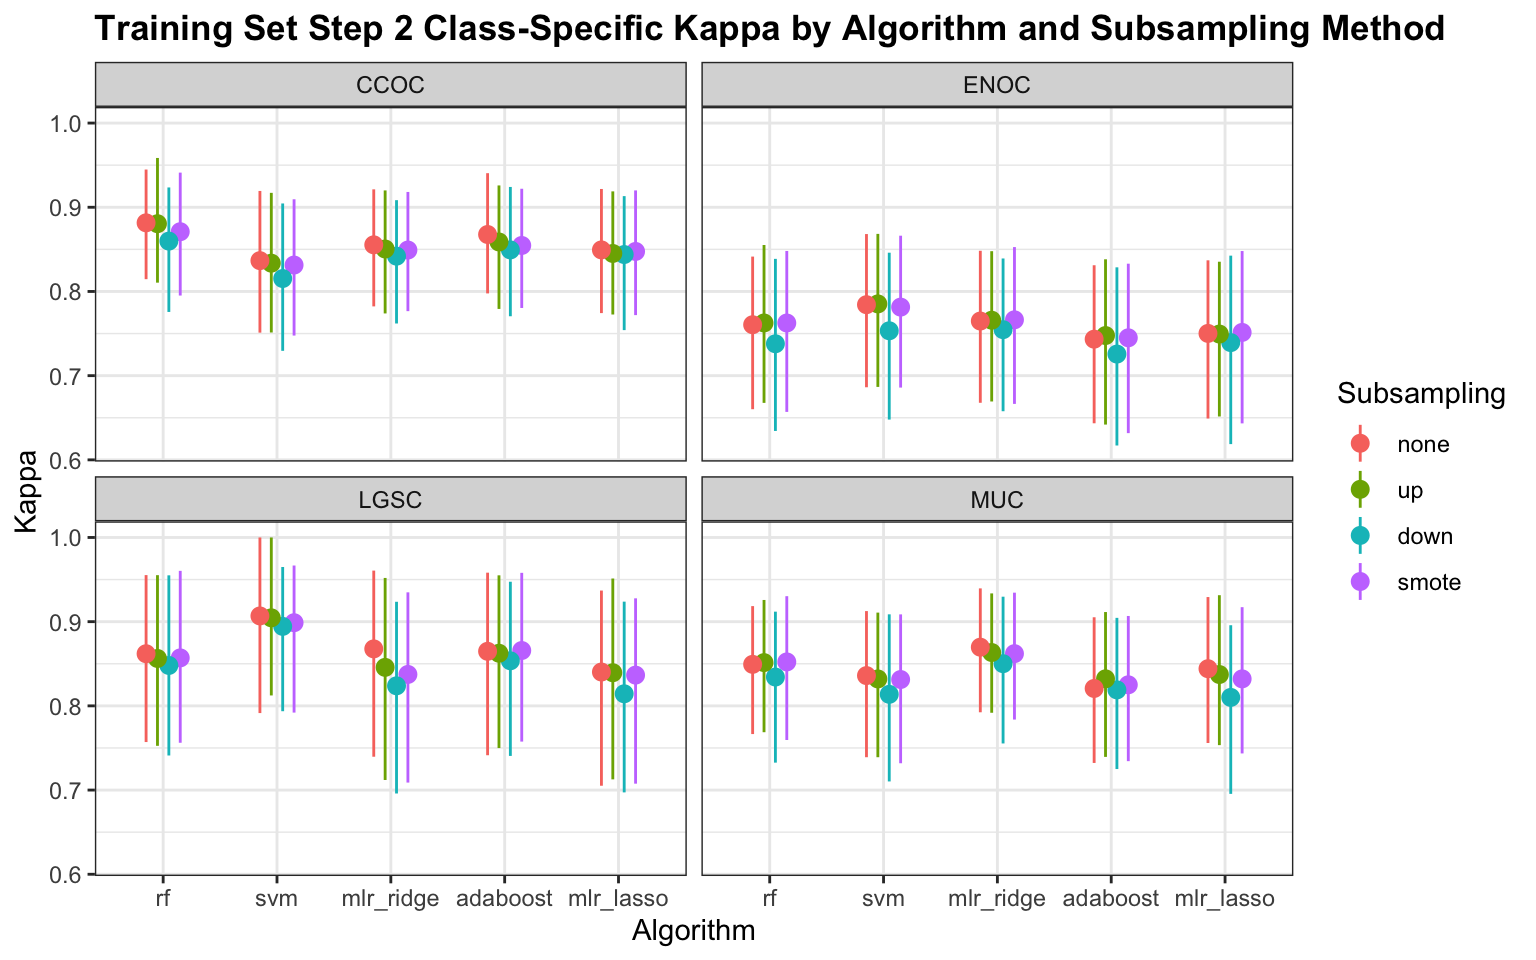 Training Set Step 2 Class-Specific Kappa by Algorithm and Subsampling Method
CCOC
ENOC
1.0
0.9
0.8
0.7
0.6
LGSC
MUC
1.0
0.9
0.8
0.7
0.6
Kappa
rf svm mlr_ridge adaboost mlr_lasso
rf svm mlr_ridge adaboost mlr_lasso
Algorithm
Subsampling
none
up
down
smote